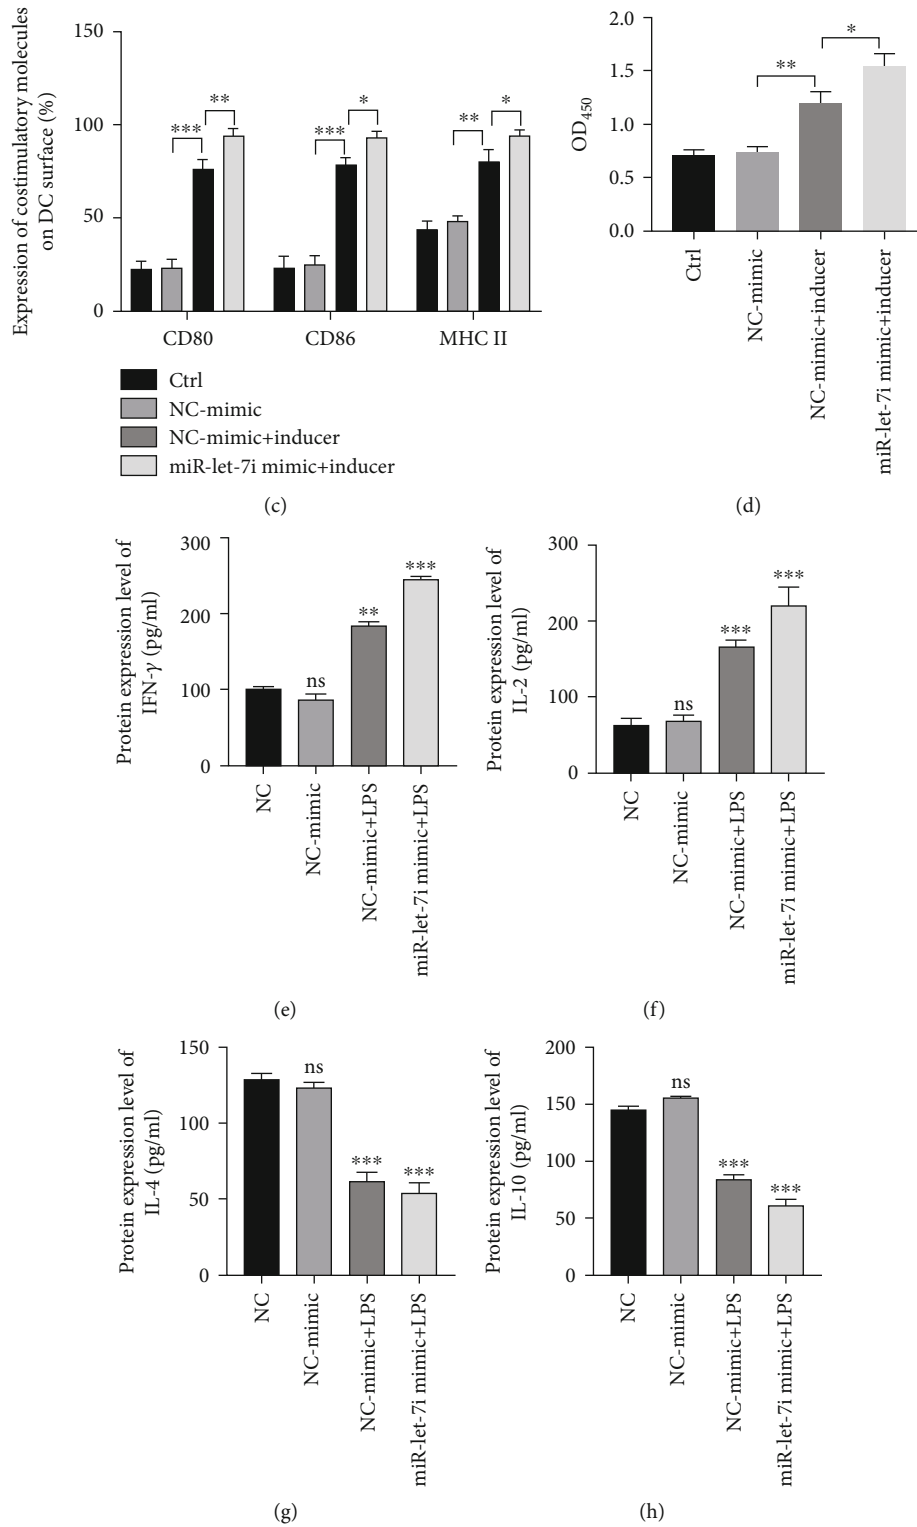 Expression of costimulatory molecules
on DC surface (%)
150
100
50
0
***
**
***
*
**
*
CD80
CD86
MHC II
Ctrl
NC-mimic
NC-mimic+inducer
miR-let-7i mimic+inducer
(c)
OD450
2.0
1.5
1.0
0.5
0.0
**
*
Ctrl
NC-mimic
NC-mimic+inducer
miR-let-7i mimic+inducer
(d)
Protein expression level of
IFN-γ (pg/ml)
300
200
100
0
ns
**
***
NC
NC-mimic
NC-mimic+LPS
miR-let-7i mimic+LPS
(e)
Protein expression level of
IL-2 (pg/ml)
300
200
100
0
ns
***
***
NC
NC-mimic
NC-mimic+LPS
miR-let-7i mimic+LPS
(f)
Protein expression level of
IL-4 (pg/ml)
150
100
50
0
ns
***
***
NC
NC-mimic
NC-mimic+LPS
miR-let-7i mimic+LPS
(g)
Protein expression level of
IL-10 (pg/ml)
200
150
100
50
0
ns
***
***
NC
NC-mimic
NC-mimic+LPS
miR-let-7i mimic+LPS
(h)